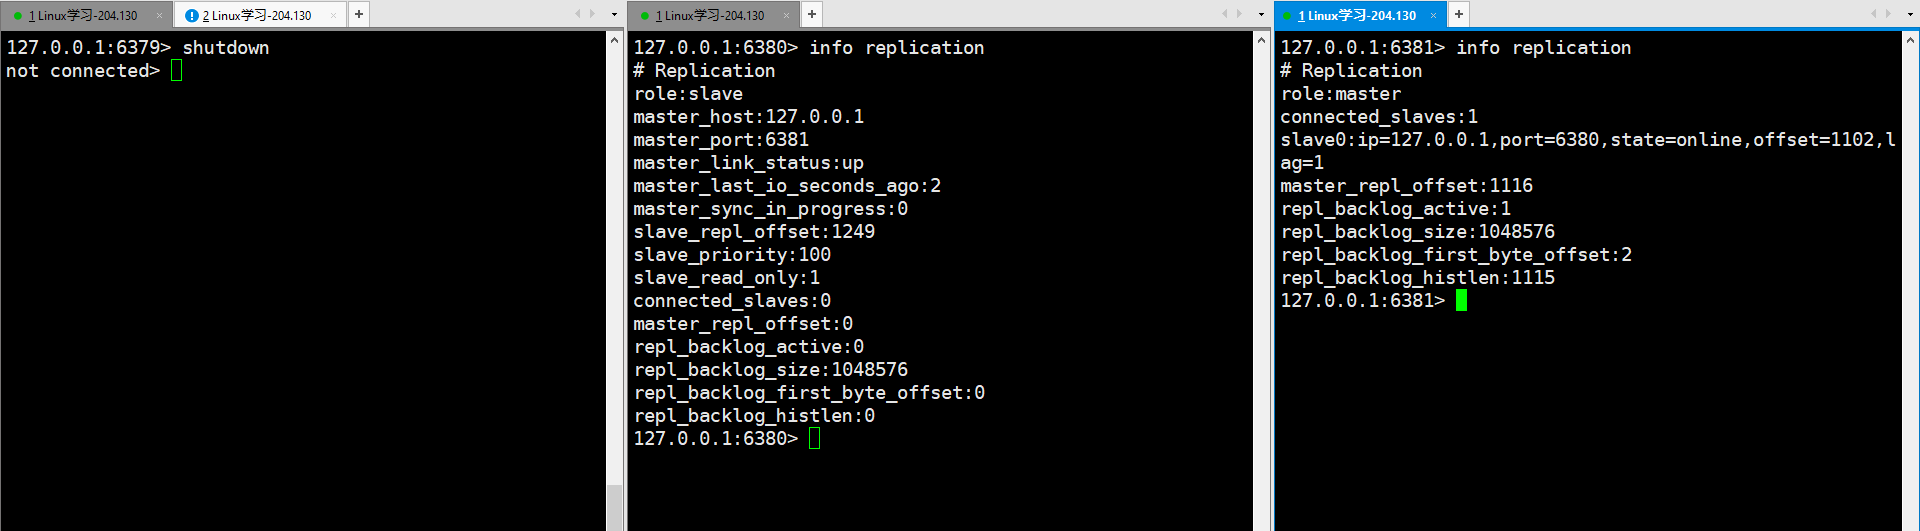 1 Linux学习-204.130
2 Linux学习-204.130
127.0.0.1:6379> shutdown
not connected>
1 Linux学习-204.130
127.0.0.1:6380> info replication
# Replication
role:slave
master_host:127.0.0.1
master_port:6381
master_link_status:up
master_last_io_seconds_ago:2
master_sync_in_progress:0
slave_repl_offset:1249
slave_priority:100
slave_read_only:1
connected_slaves:0
master_repl_offset:0
repl_backlog_active:0
repl_backlog_size:1048576
repl_backlog_first_byte_offset:0
repl_backlog_histlen:0
127.0.0.1:6380>
1 Linux学习-204.130
127.0.0.1:6381> info replication
# Replication
role:master
connected_slaves:1
slave0:ip=127.0.0.1,port=6380,state=online,offset=1102,l
ag=1
master_repl_offset:1116
repl_backlog_active:1
repl_backlog_size:1048576
repl_backlog_first_byte_offset:2
repl_backlog_histlen:1115
127.0.0.1:6381>